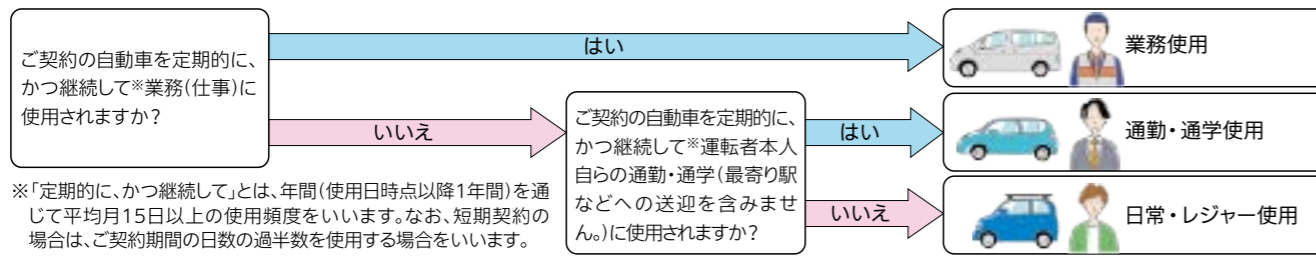 ご契約の自動車を定期的に、
かつ継続して※業務(仕事)に
使用されますか?
はい
業務使用
いいえ
ご契約の自動車を定期的に、
かつ継続して※運転者本人
自らの通勤・通学(最寄り駅
などへの送迎を含みませ
ん。)に使用されますか?
はい
通勤・通学使用
いいえ
日常・レジャー使用
※「定期的に、かつ継続して」とは、年間(使用日時点以降1年間)を通
じて平均月15日以上の使用頻度をいいます。なお、短期契約の
場合は、ご契約期間の日数の過半数を使用する場合をいいます。